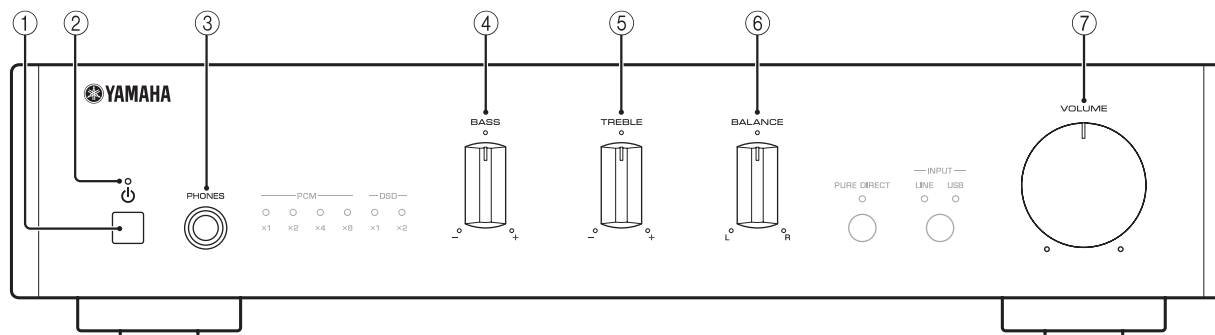 ① ② ③ ④ ⑤ ⑥ ⑦
YAMAHA
BASS TREBLE BALANCE VOLUME
PHONES PCM DSD PURE DIRECT INPUT
LINE USB
×1 ×2 ×4 ×8 ×1 ×2
− + − + L R